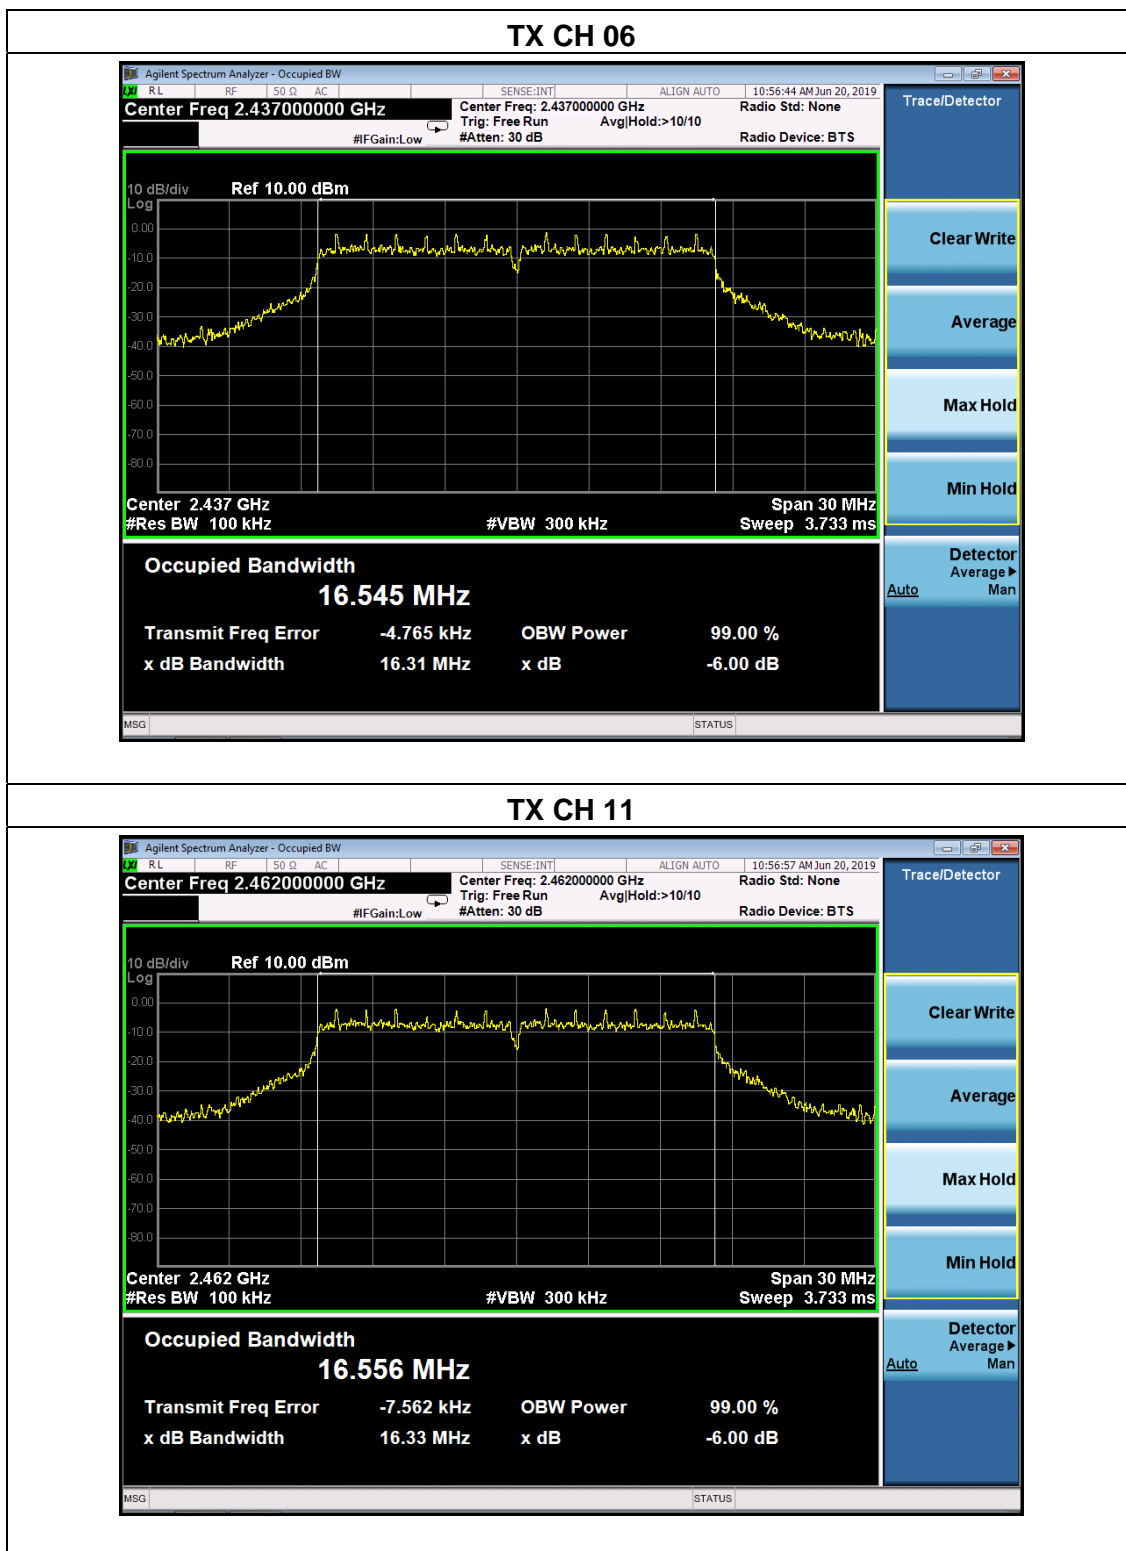 TX CH 06
Agilent Spectrum Analyzer - Occupied BW
LXI RL RF 50 Ω AC SENSE:INT ALIGN AUTO 10:56:44 AM Jun 20, 2019
Center Freq 2.437000000 GHz
Center Freq: 2.437000000 GHz
Radio Std: None
Trig: Free Run Avg|Hold:>10/10
#IFGain:Low
#Atten: 30 dB
Radio Device: BTS
Trace/Detector
10 dB/div Ref 10.00 dBm
Log
0.00
-10.0
-20.0
-30.0
-40.0
-50.0
-60.0
-70.0
-80.0
Clear Write
Average
Max Hold
Min Hold
Center 2.437 GHz Span 30 MHz
#Res BW 100 kHz #VBW 300 kHz Sweep 3.733 ms
Detector
Average
Auto Man
Occupied Bandwidth
16.545 MHz
Transmit Freq Error -4.765 kHz OBW Power 99.00 %
x dB Bandwidth 16.31 MHz x dB -6.00 dB
MSG STATUS
TX CH 11
Agilent Spectrum Analyzer - Occupied BW
LXI RL RF 50 Ω AC SENSE:INT ALIGN AUTO 10:56:57 AM Jun 20, 2019
Center Freq 2.462000000 GHz
Center Freq: 2.462000000 GHz
Radio Std: None
Trig: Free Run Avg|Hold:>10/10
#IFGain:Low
#Atten: 30 dB
Radio Device: BTS
Trace/Detector
10 dB/div Ref 10.00 dBm
Log
0.00
-10.0
-20.0
-30.0
-40.0
-50.0
-60.0
-70.0
-80.0
Clear Write
Average
Max Hold
Min Hold
Center 2.462 GHz Span 30 MHz
#Res BW 100 kHz #VBW 300 kHz Sweep 3.733 ms
Detector
Average
Auto Man
Occupied Bandwidth
16.556 MHz
Transmit Freq Error -7.562 kHz OBW Power 99.00 %
x dB Bandwidth 16.33 MHz x dB -6.00 dB
MSG STATUS